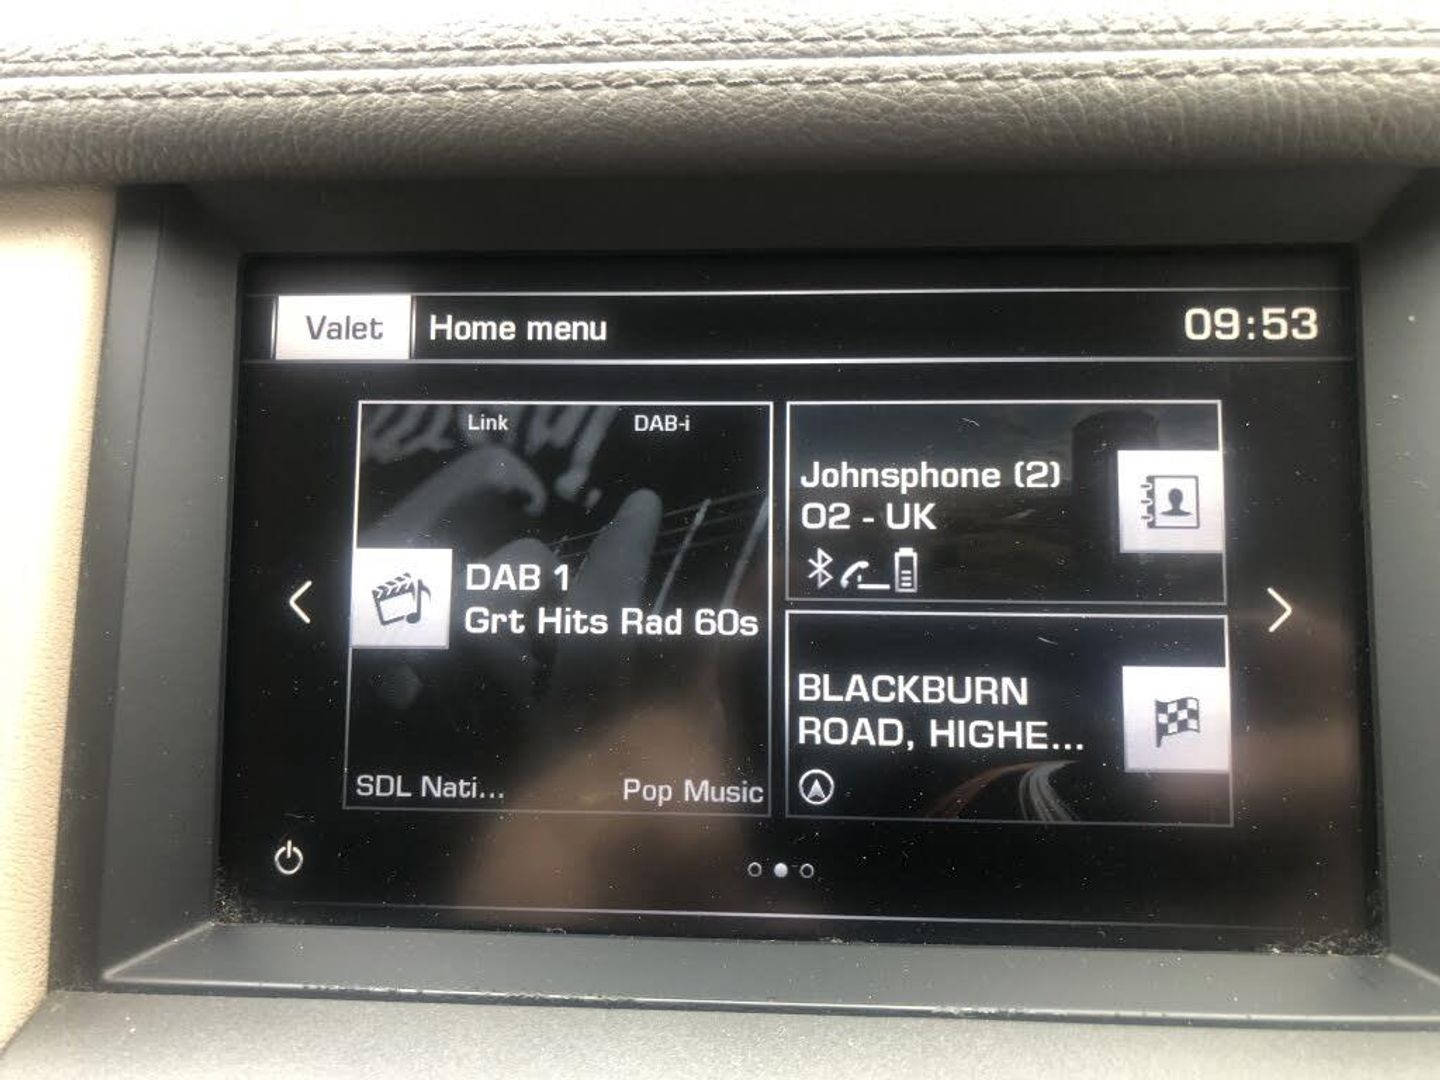 Valet Home menu 09:53
Link DAB-i
DAB 1
Grt Hits Rad 60s
SDL Nati... Pop Music
Johnsphone (2)
O2 - UK
BLACKBURN
ROAD, HIGHE...